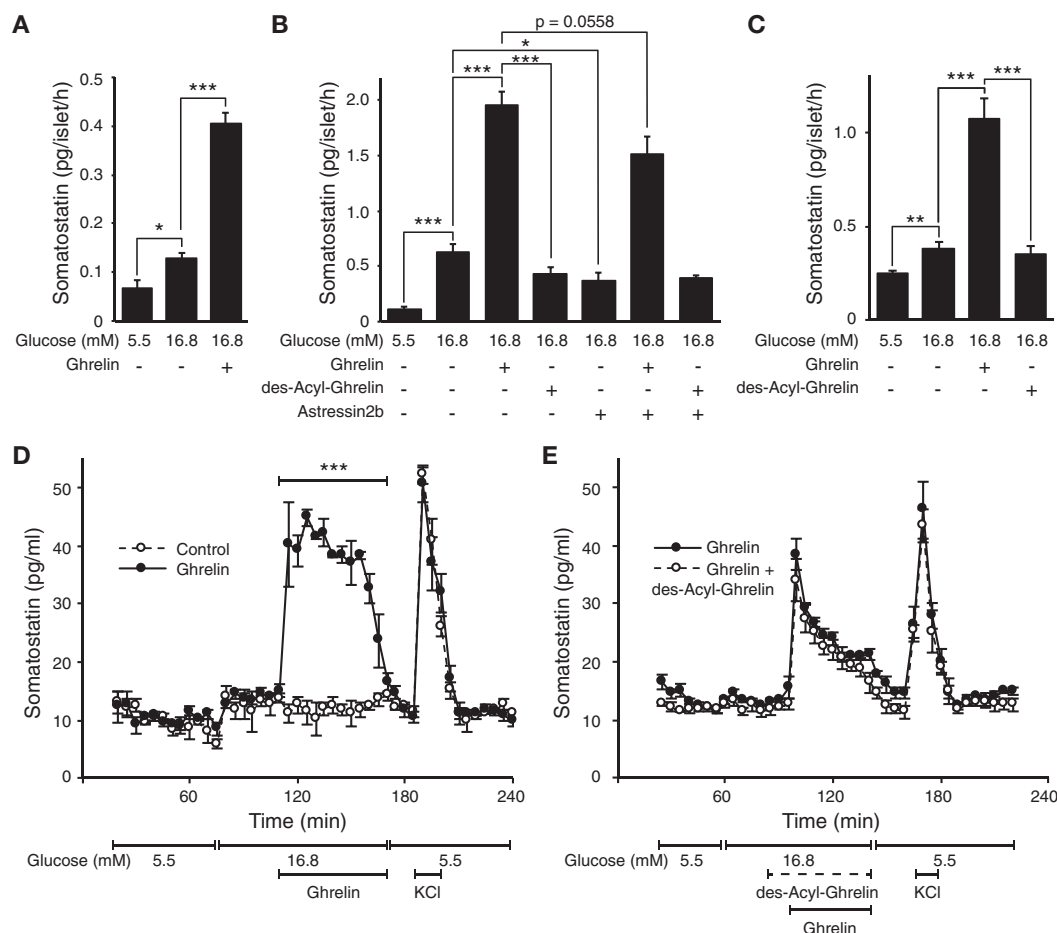 A
Somatostatin (pg/islet/h)
0.5
0.4
0.3
0.2
0.1
0
*
***
Glucose (mM) 5.5 16.8 16.8
Ghrelin - - +
B
Somatostatin (pg/islet/h)
2.0
1.5
1.0
0.5
0
p = 0.0558
*
*** ***
***
Glucose (mM) 5.5 16.8 16.8 16.8 16.8 16.8 16.8
Ghrelin - - + - - + -
des-Acyl-Ghrelin - - - + - - +
Astressin2b - - - - + + +
C
Somatostatin (pg/islet/h)
1.0
0.5
0
*** ***
**
Glucose (mM) 5.5 16.8 16.8 16.8
Ghrelin - - + -
des-Acyl-Ghrelin - - - +
D
Somatostatin (pg/ml)
50
40
30
20
10
0
***
Control
Ghrelin
60 120 180 240
Time (min)
Glucose (mM) 5.5 16.8 5.5
Ghrelin KCl
E
Somatostatin (pg/ml)
50
40
30
20
10
0
Ghrelin
Ghrelin +
des-Acyl-Ghrelin
0 60 120 180 240
Time (min)
Glucose (mM) 5.5 16.8 5.5
des-Acyl-Ghrelin KCl
Ghrelin